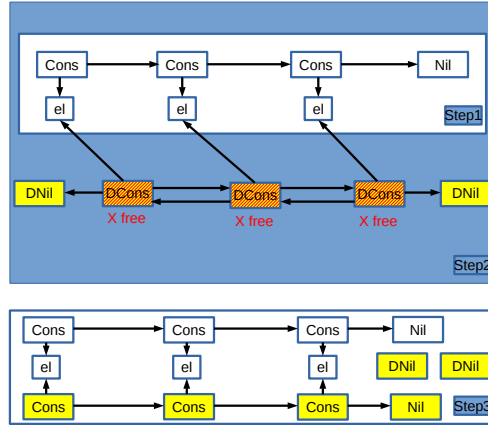 Cons Cons Cons Nil
el el el
Step1
DNil DCons DCons DCons DNil
X free X free X free
Step2
Cons Cons Cons Nil
el el el DNil DNil
Cons Cons Cons Nil Step3